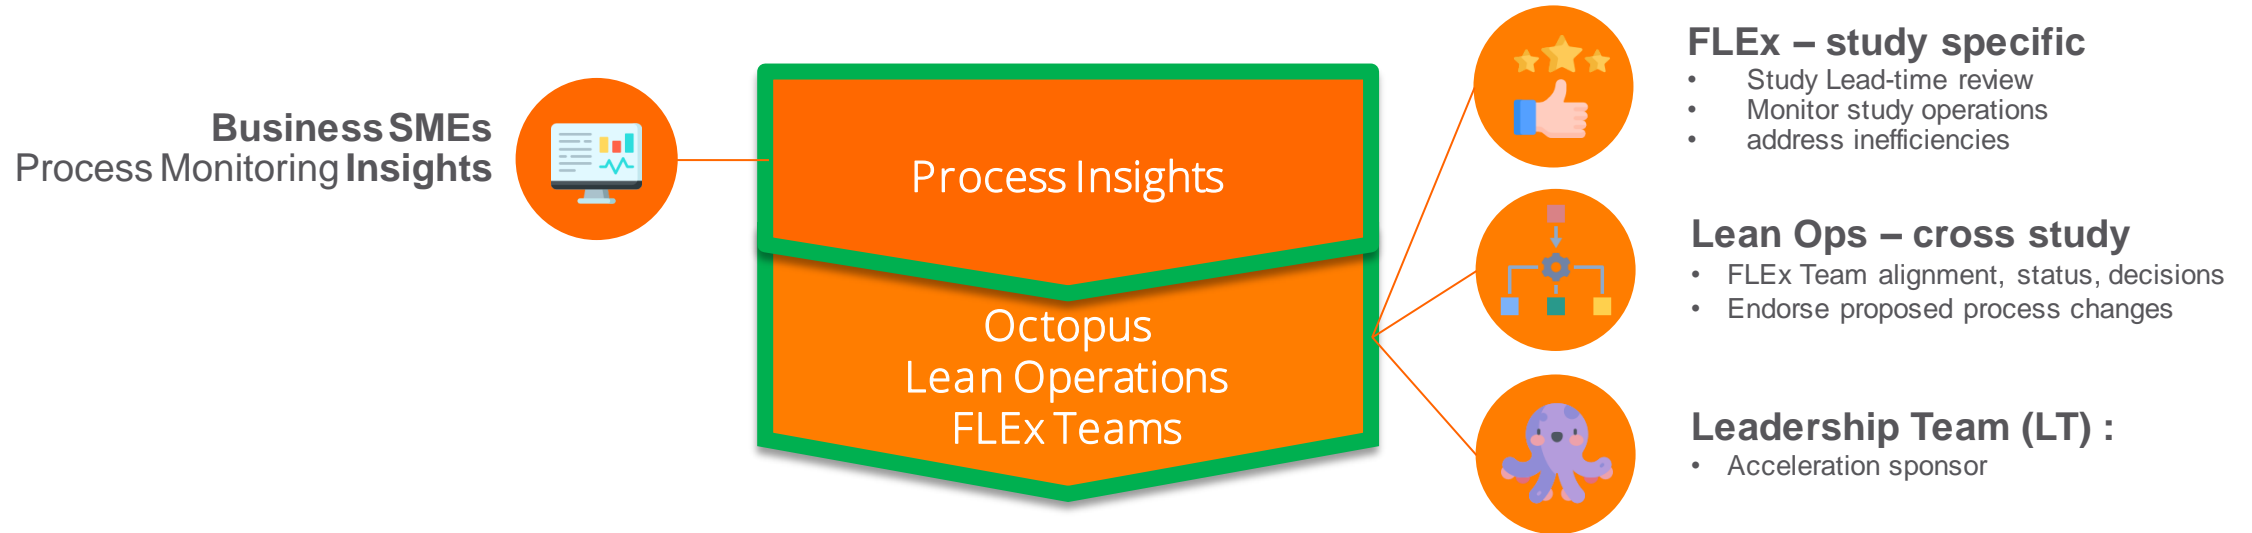 Business SMEs
Process Monitoring Insights
Process Insights
Octopus
Lean Operations
FLEx Teams
FLEx – study specific
• Study Lead-time review
• Monitor study operations
• address inefficiencies
Lean Ops – cross study
• FLEx Team alignment, status, decisions
• Endorse proposed process changes
Leadership Team (LT) :
• Acceleration sponsor